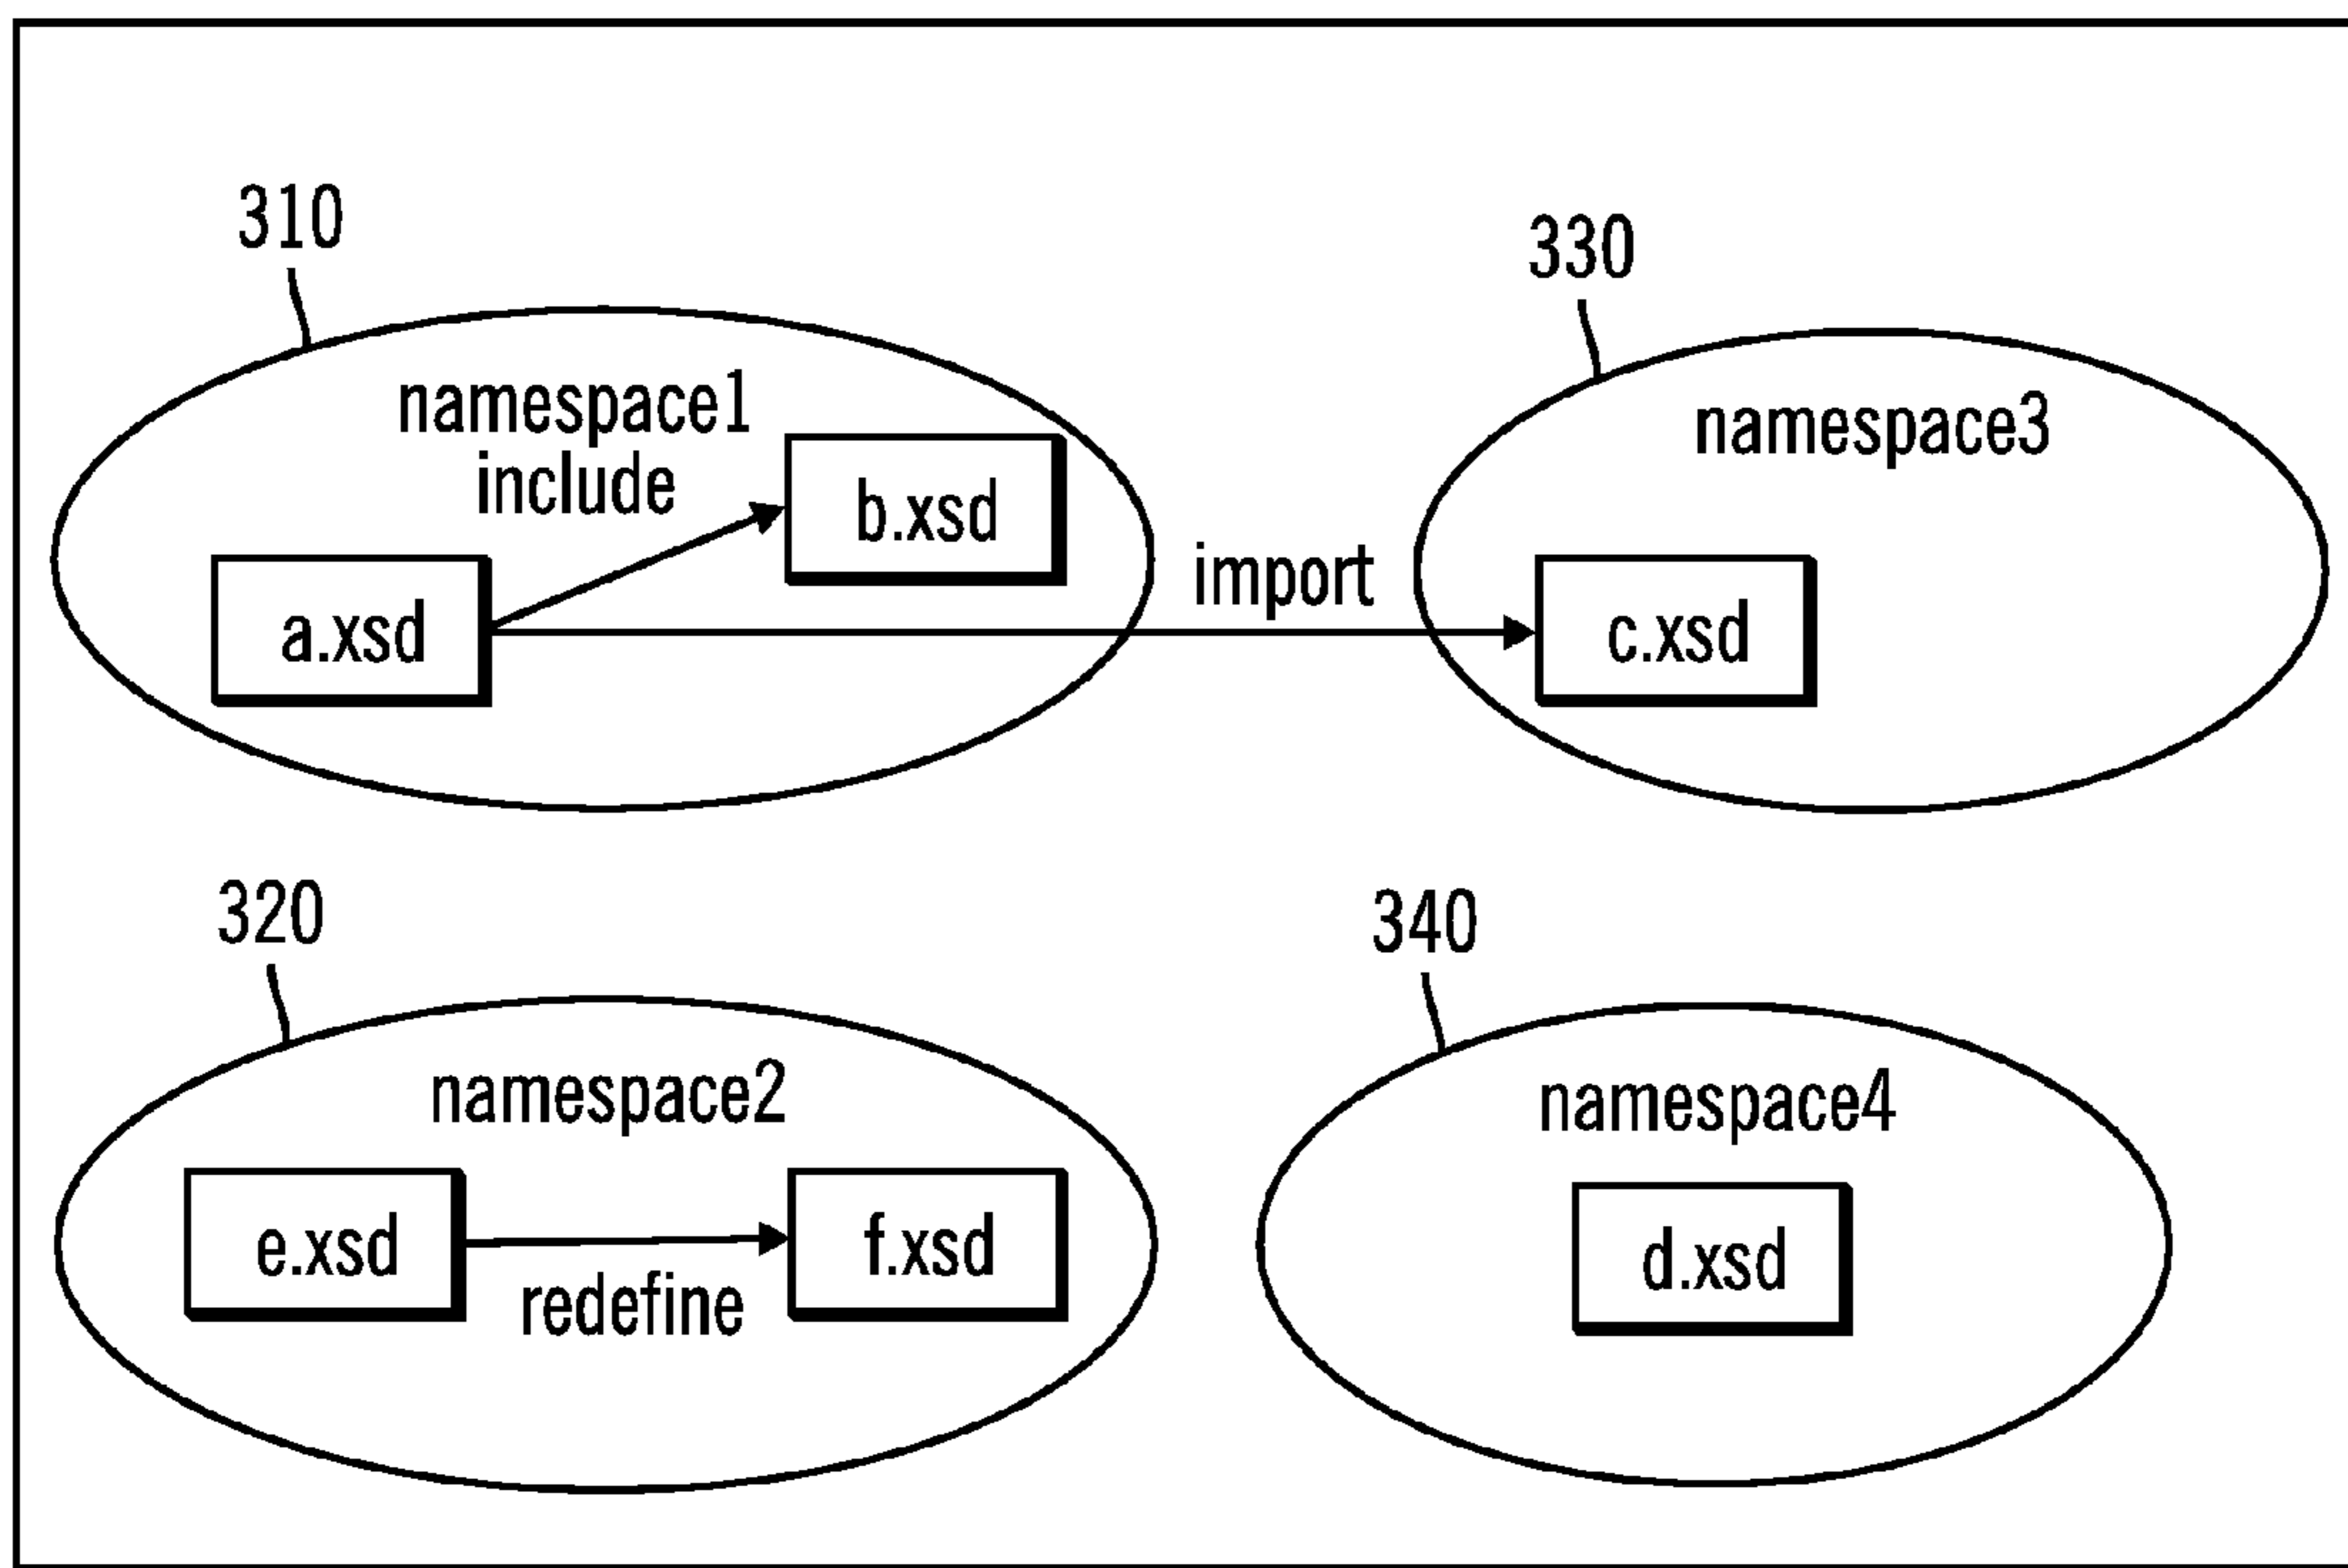 310
330
namespace1
include
b.xsd
a.xsd
import
namespace3
c.xsd
320
340
namespace2
e.xsd
redefine
f.xsd
namespace4
d.xsd